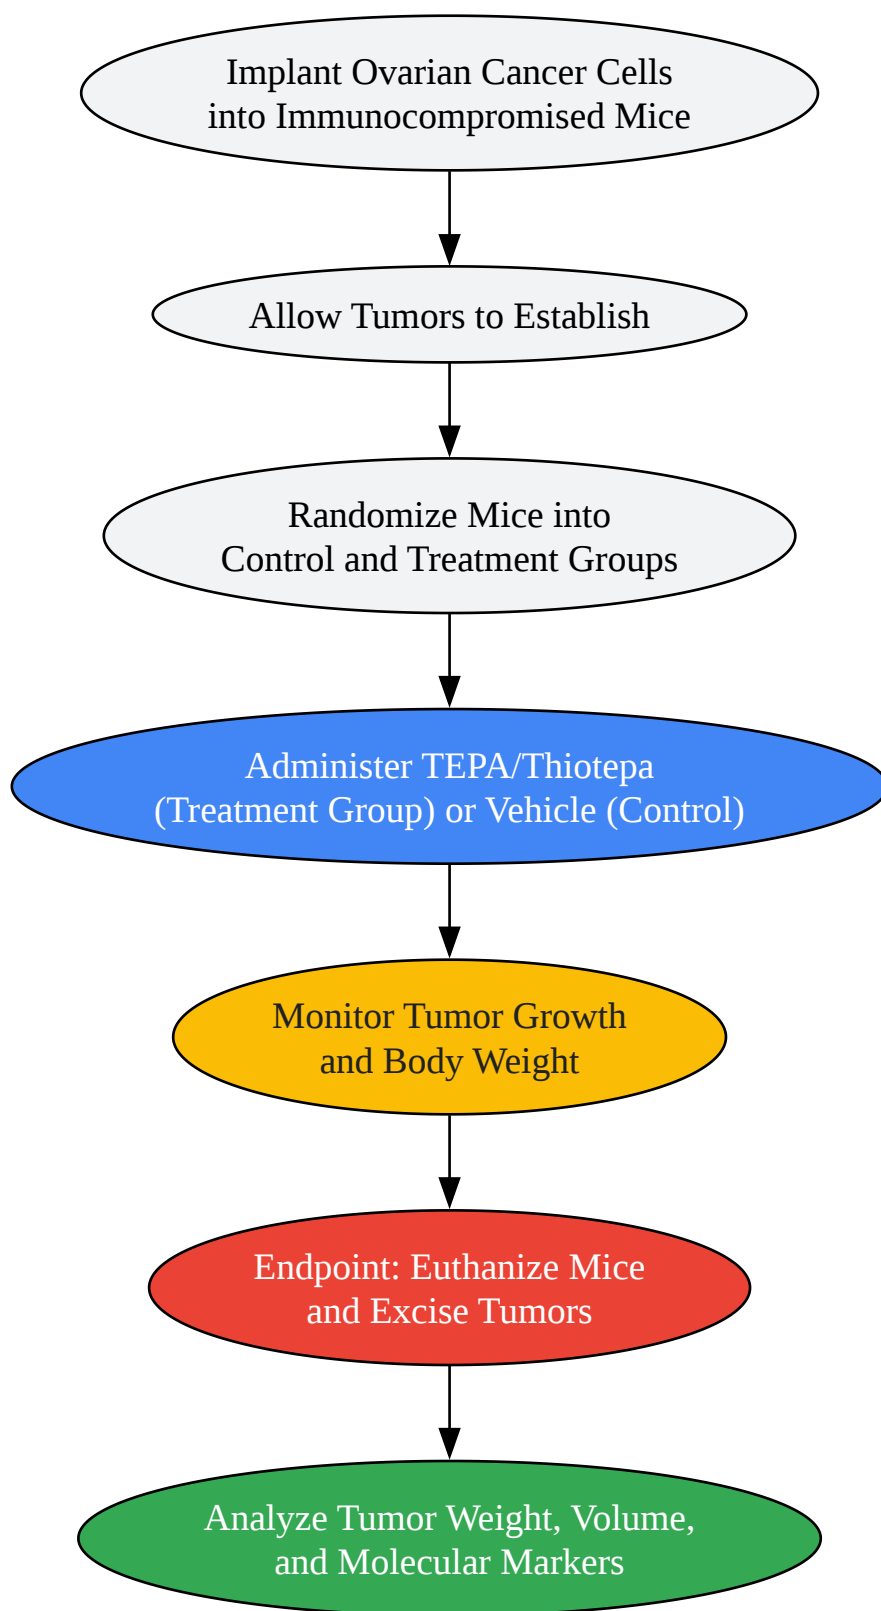 Implant Ovarian Cancer Cells
into Immunocompromised Mice
Allow Tumors to Establish
Randomize Mice into
Control and Treatment Groups
Administer TEPA/Thiotepa
(Treatment Group) or Vehicle (Control)
Monitor Tumor Growth
and Body Weight
Endpoint: Euthanize Mice
and Excise Tumors
Analyze Tumor Weight, Volume,
and Molecular Markers